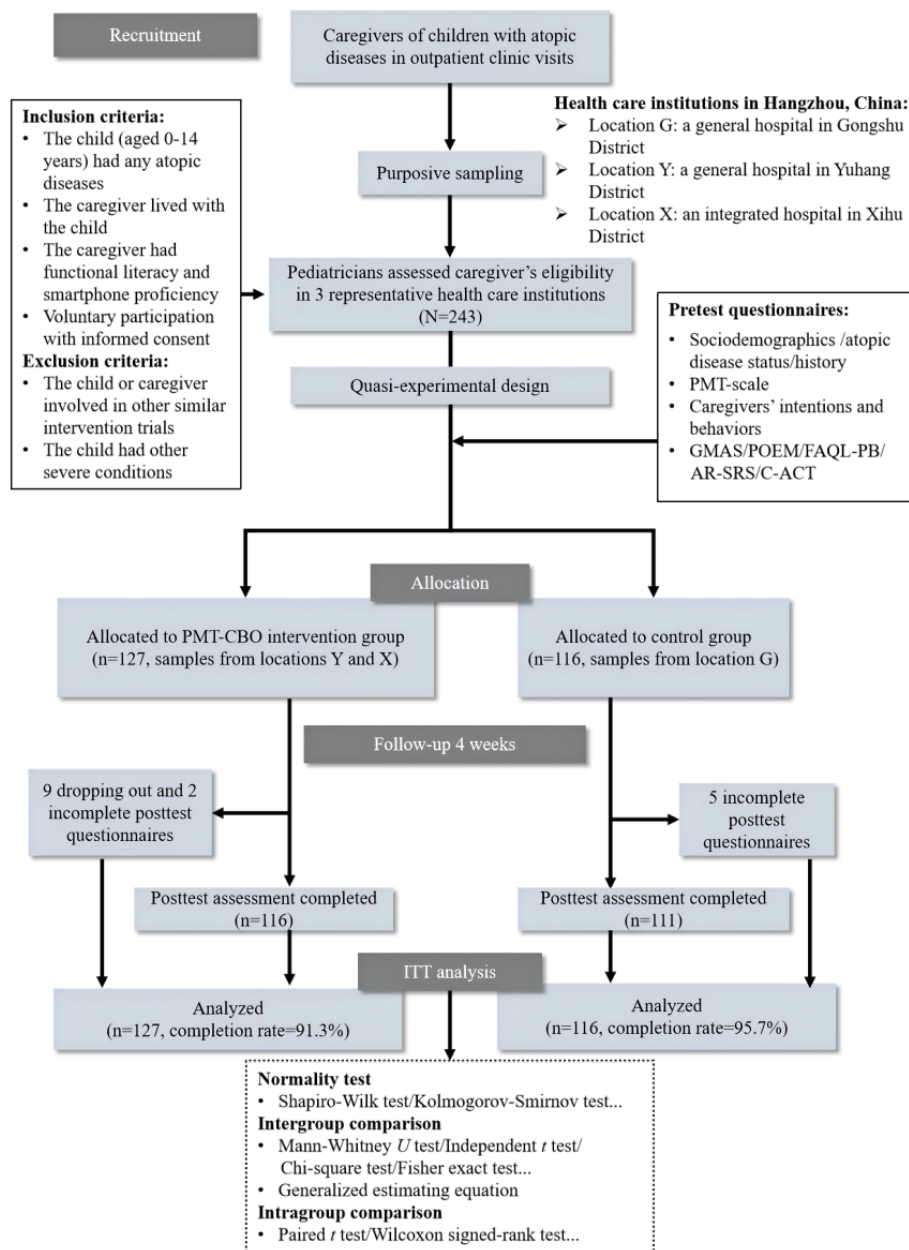 Recruitment
Caregivers of children with atopic
diseases in outpatient clinic visits
Inclusion criteria:
• The child (aged 0-14
years) had any atopic
diseases
• The caregiver lived with
the child
• The caregiver had
functional literacy and
smartphone proficiency
• Voluntary participation
with informed consent
Exclusion criteria:
• The child or caregiver
involved in other similar
intervention trials
• The child had other
severe conditions
Health care institutions in Hangzhou, China:
➢ Location G: a general hospital in Gongshu
District
➢ Location Y: a general hospital in Yuhang
District
➢ Location X: an integrated hospital in Xihu
District
Purposive sampling
Pediatricians assessed caregiver’s eligibility
in 3 representative health care institutions
(N=243)
Pretest questionnaires:
• Sociodemographics /atopic
disease status/history
• PMT-scale
• Caregivers’ intentions and
behaviors
• GMAS/POEM/FAQL-PB/
AR-SRS/C-ACT
Quasi-experimental design
Allocation
Allocated to PMT-CBO intervention group
(n=127, samples from locations Y and X)
Allocated to control group
(n=116, samples from location G)
Follow-up 4 weeks
9 dropping out and 2
incomplete posttest
questionnaires
5 incomplete
posttest
questionnaires
Posttest assessment completed
(n=116)
Posttest assessment completed
(n=111)
ITT analysis
Analyzed
(n=127, completion rate=91.3%)
Analyzed
(n=116, completion rate=95.7%)
Normality test
• Shapiro-Wilk test/Kolmogorov-Smirnov test...
Intergroup comparison
• Mann-Whitney U test/Independent t test/
Chi-square test/Fisher exact test...
• Generalized estimating equation
Intragroup comparison
• Paired t test/Wilcoxon signed-rank test...